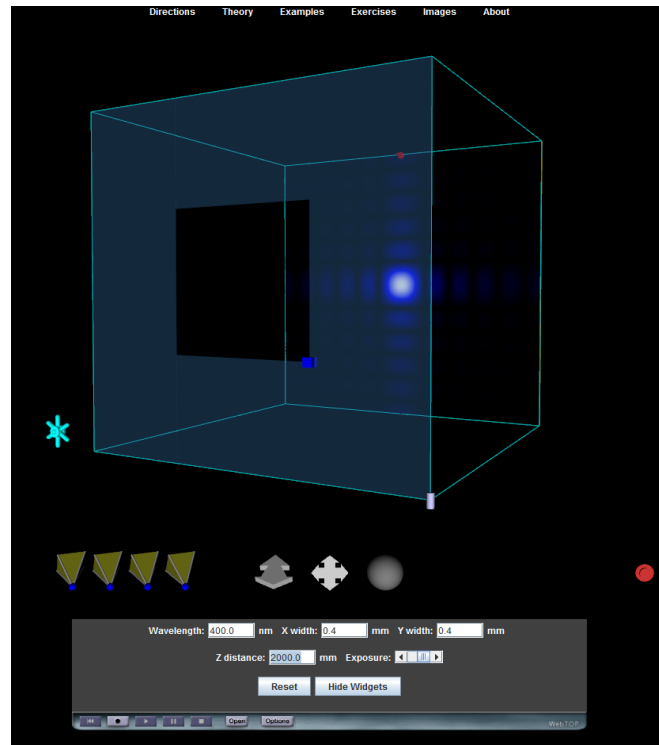 Directions Theory Examples Exercises Images About
Wavelength: 400.0 nm X width: 0.4 mm Y width: 0.4 mm
Z distance: 2000.0 mm Exposure:
Reset Hide Widgets
Open Options WebTOP